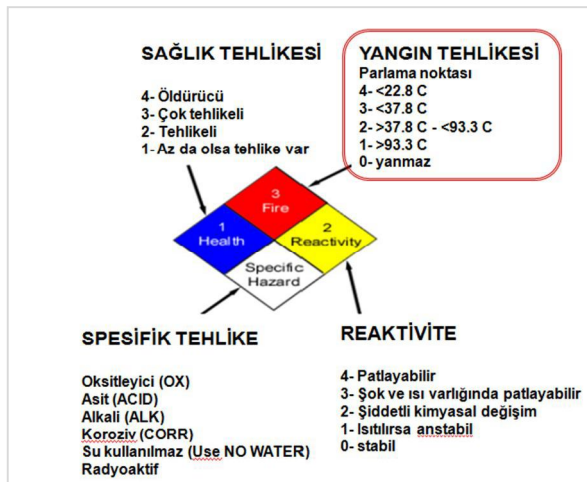 SAĞLIK TEHLİKESİ
4- Öldürücü
3- Çok tehlikeli
2- Tehlikeli
1- Az da olsa tehlike var
YANGIN TEHLİKESİ
Parlama noktası
4- <22.8 C
3- <37.8 C
2- >37.8 C - <93.3 C
1- >93.3 C
0- yanmaz
3
Fire
1
Health
2
Reactivity
Specific
Hazard
SPESİFİK TEHLİKE
Oksitleyici (OX)
Asit (ACID)
Alkali (ALK)
Koroziv (CORR)
Su kullanılmaz (Use NO WATER)
Radyoaktif
REAKTİVİTE
4- Patlayabilir
3- Şok ve ısı varlığında patlayabilir
2- Şiddetli kimyasal değişim
1- Isıtılırsa anstabil
0- stabil